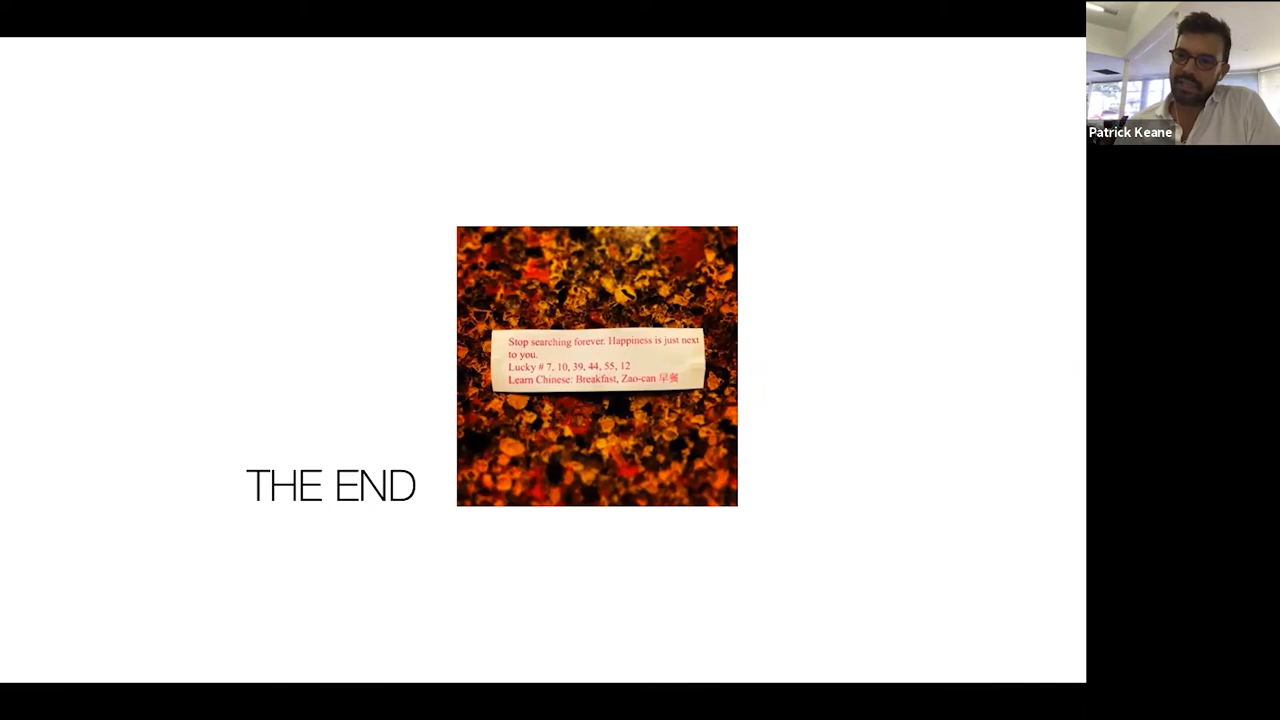 Patrick Keane
Stop searching forever. Happiness is just next
to you.
Lucky # 7, 10, 39, 44, 55, 12
Learn Chinese: Breakfast, Zao-can 早餐
THE END